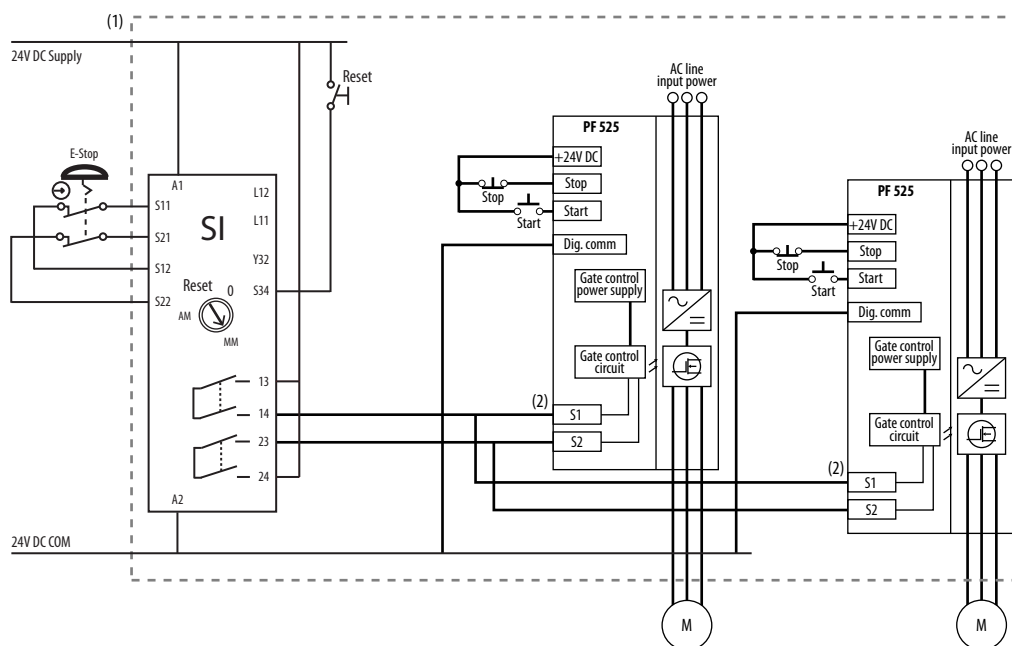 (1)
24V DC Supply
Reset
E-Stop
A1
L12
S11
SI
L11
S21
Y32
S12
S34
S22
Reset
0
AM
MM
13
14
23
24
A2
24V DC COM
AC line
input power
PF 525
+24V DC
Stop
Stop
Start
Start
Dig. comm
Gate control
power supply
Gate control
circuit
(2)
S1
S2
M
AC line
input power
PF 525
+24V DC
Stop
Stop
Start
Start
Dig. comm
Gate control
power supply
Gate control
circuit
(2)
S1
S2
M